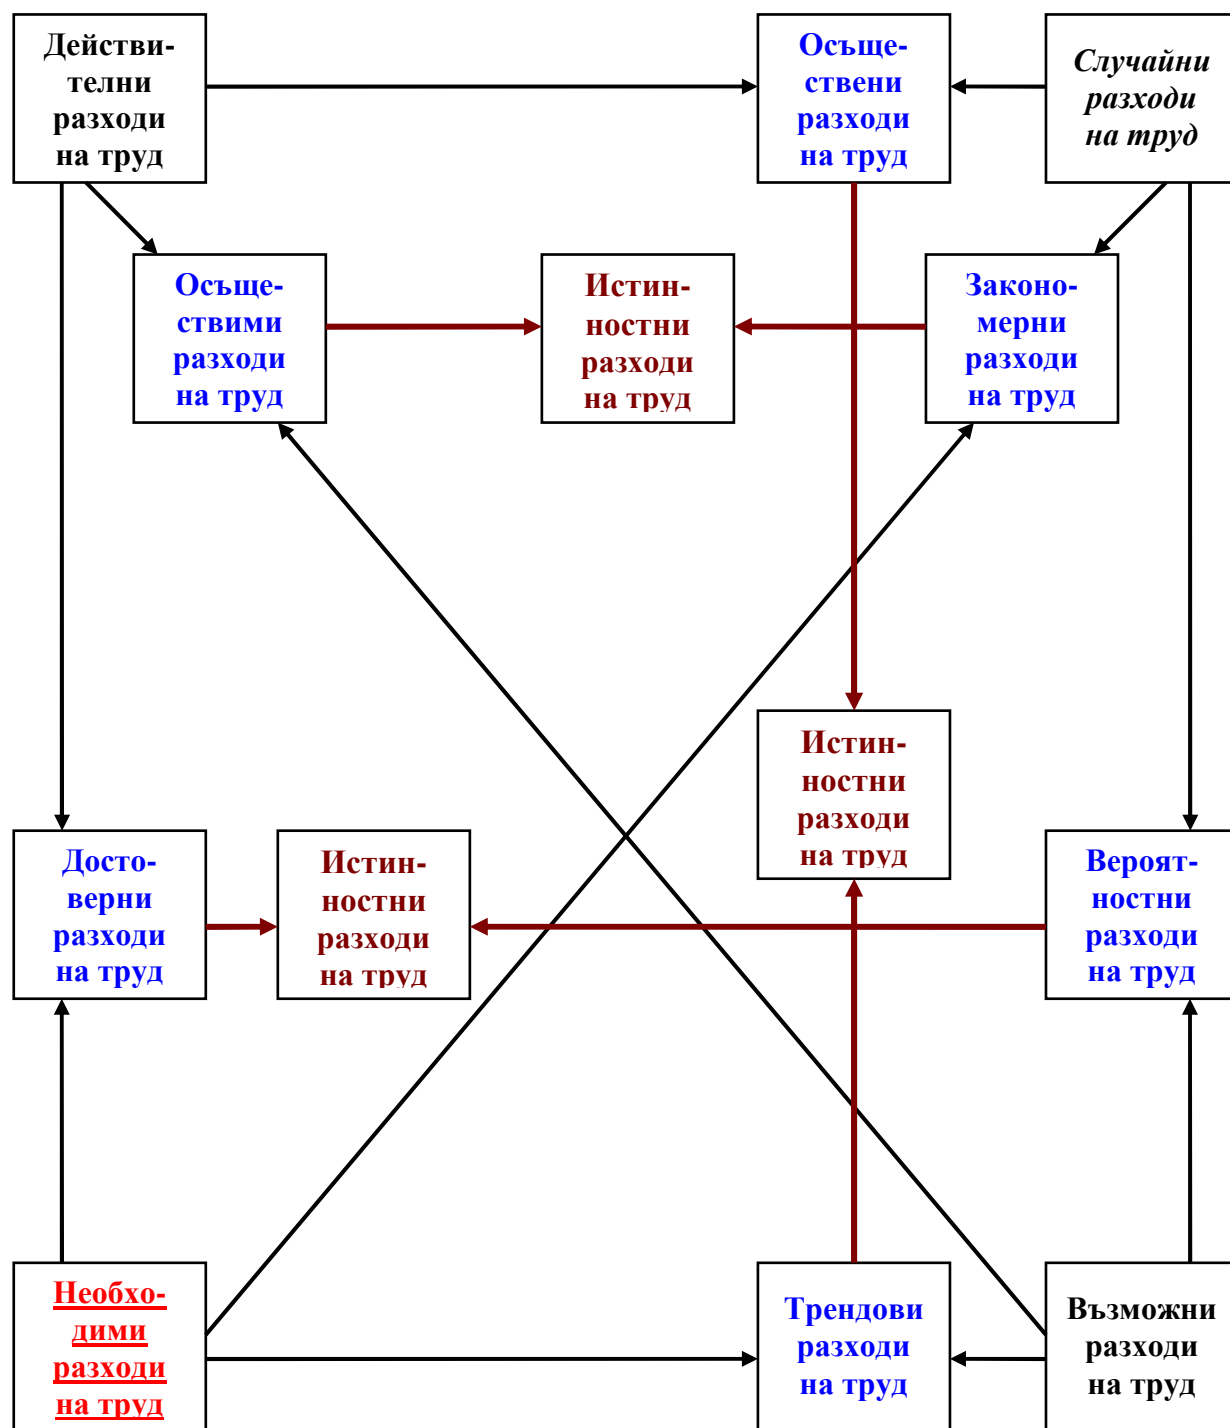 Действи-
телни
разходи
на труд
Осъще-
ствени
разходи
на труд
Случайни
разходи
на труд
Осъще-
ствими
разходи
на труд
Истин-
ностни
разходи
на труд
Законо-
мерни
разходи
на труд
Истин-
ностни
разходи
на труд
Досто-
верни
разходи
на труд
Истин-
ностни
разходи
на труд
Вероят-
ностни
разходи
на труд
Необхо-
дими
разходи
на труд
Трендови
разходи
на труд
Възможни
разходи
на труд